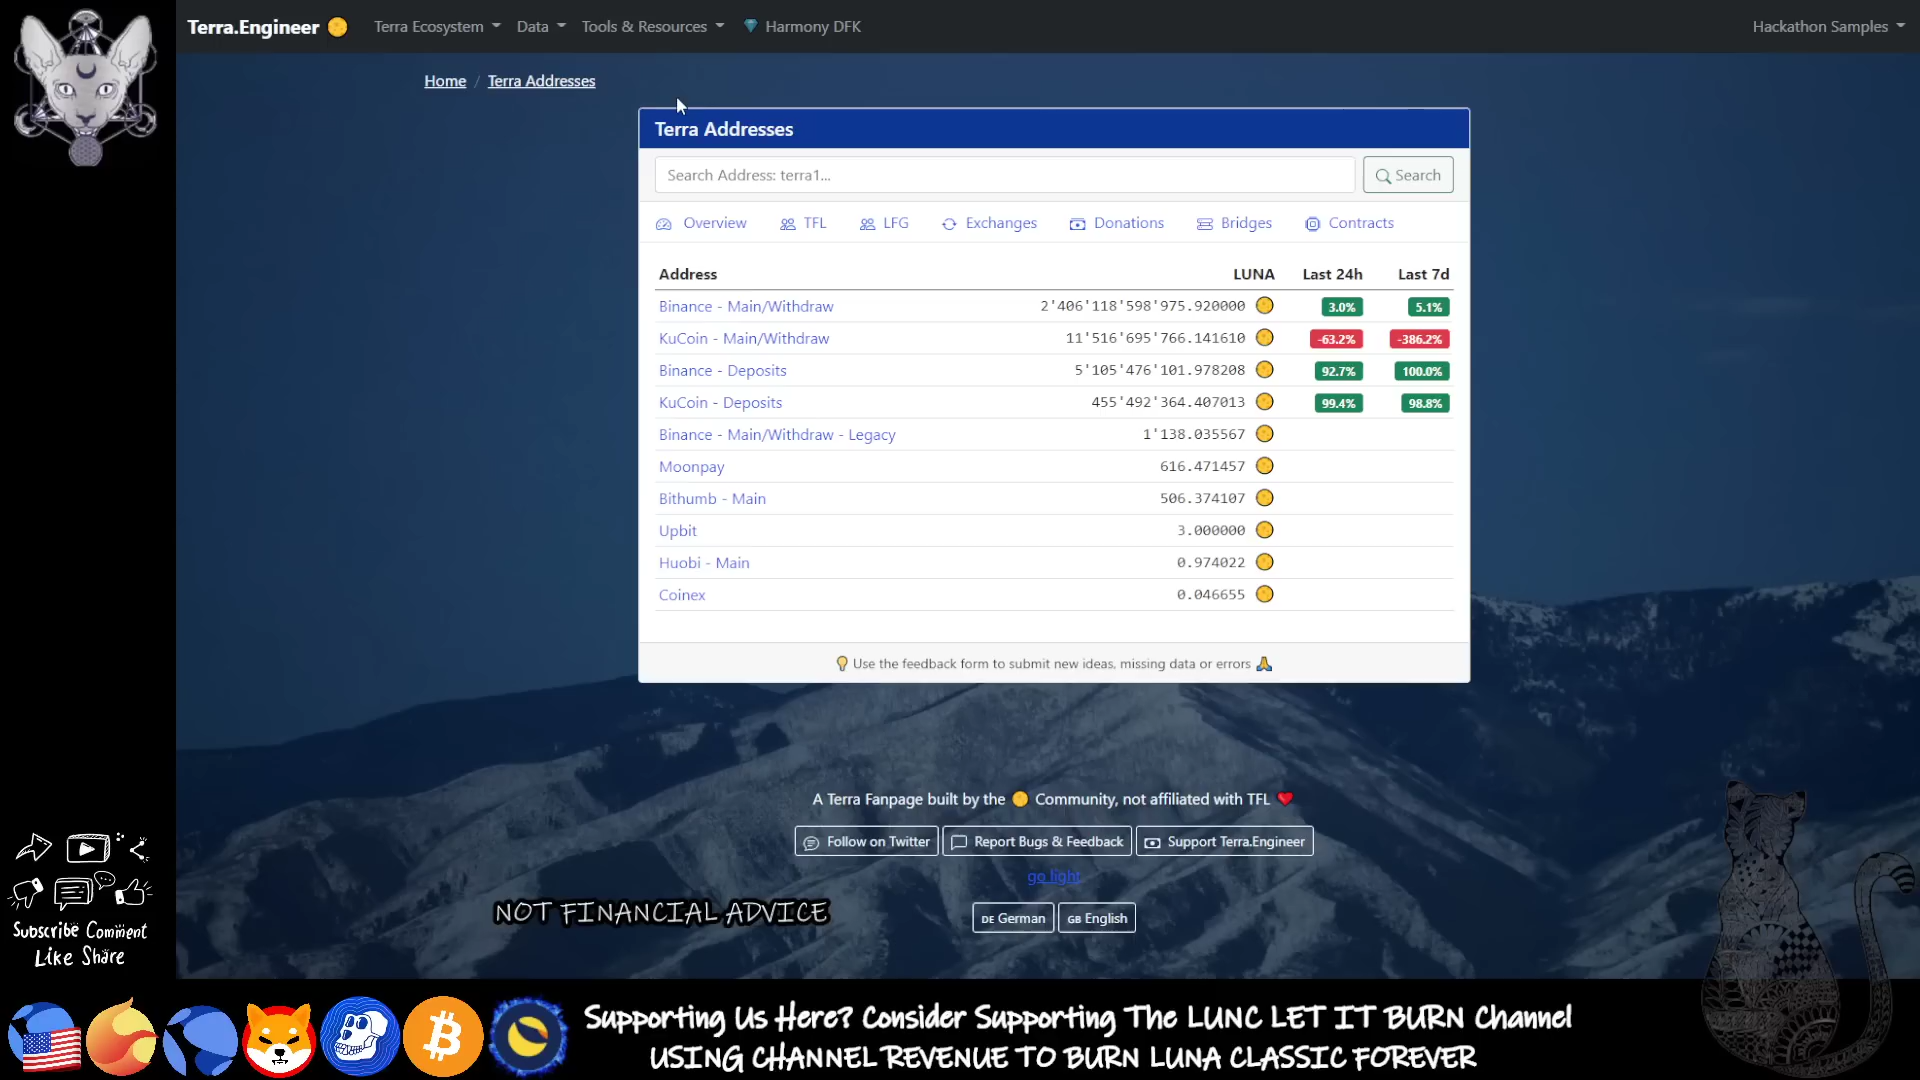 Terra.Engineer
Terra Ecosystem
Data
Tools & Resources
Harmony DFK
Hackathon Samples
Home / Terra Addresses
Terra Addresses
Search Address: terra1...
Search
Overview
TFL
LFG
Exchanges
Donations
Bridges
Contracts
Address LUNA Last 24h Last 7d
Binance - Main/Withdraw 2'406'118'598'975.920000 3.0% 5.1%
KuCoin - Main/Withdraw 11'516'695'766.141610 -63.2% -386.2%
Binance - Deposits 5'105'476'101.978208 92.7% 100.0%
KuCoin - Deposits 455'492'364.407013 99.4% 98.8%
Binance - Main/Withdraw - Legacy 1'138.035567
Moonpay 616.471457
Bithumb - Main 506.374107
Upbit 3.000000
Huobi - Main 0.974022
Coinex 0.046655
Use the feedback form to submit new ideas, missing data or errors
A Terra Fanpage built by the Community, not affiliated with TFL
Follow on Twitter
Report Bugs & Feedback
Support Terra.Engineer
go light
DE German
GB English
NOT FINANCIAL ADVICE
Subscribe Comment
Like Share
Supporting Us Here? Consider Supporting The LUNC LET IT BURN Channel
USING CHANNEL REVENUE TO BURN LUNA CLASSIC FOREVER